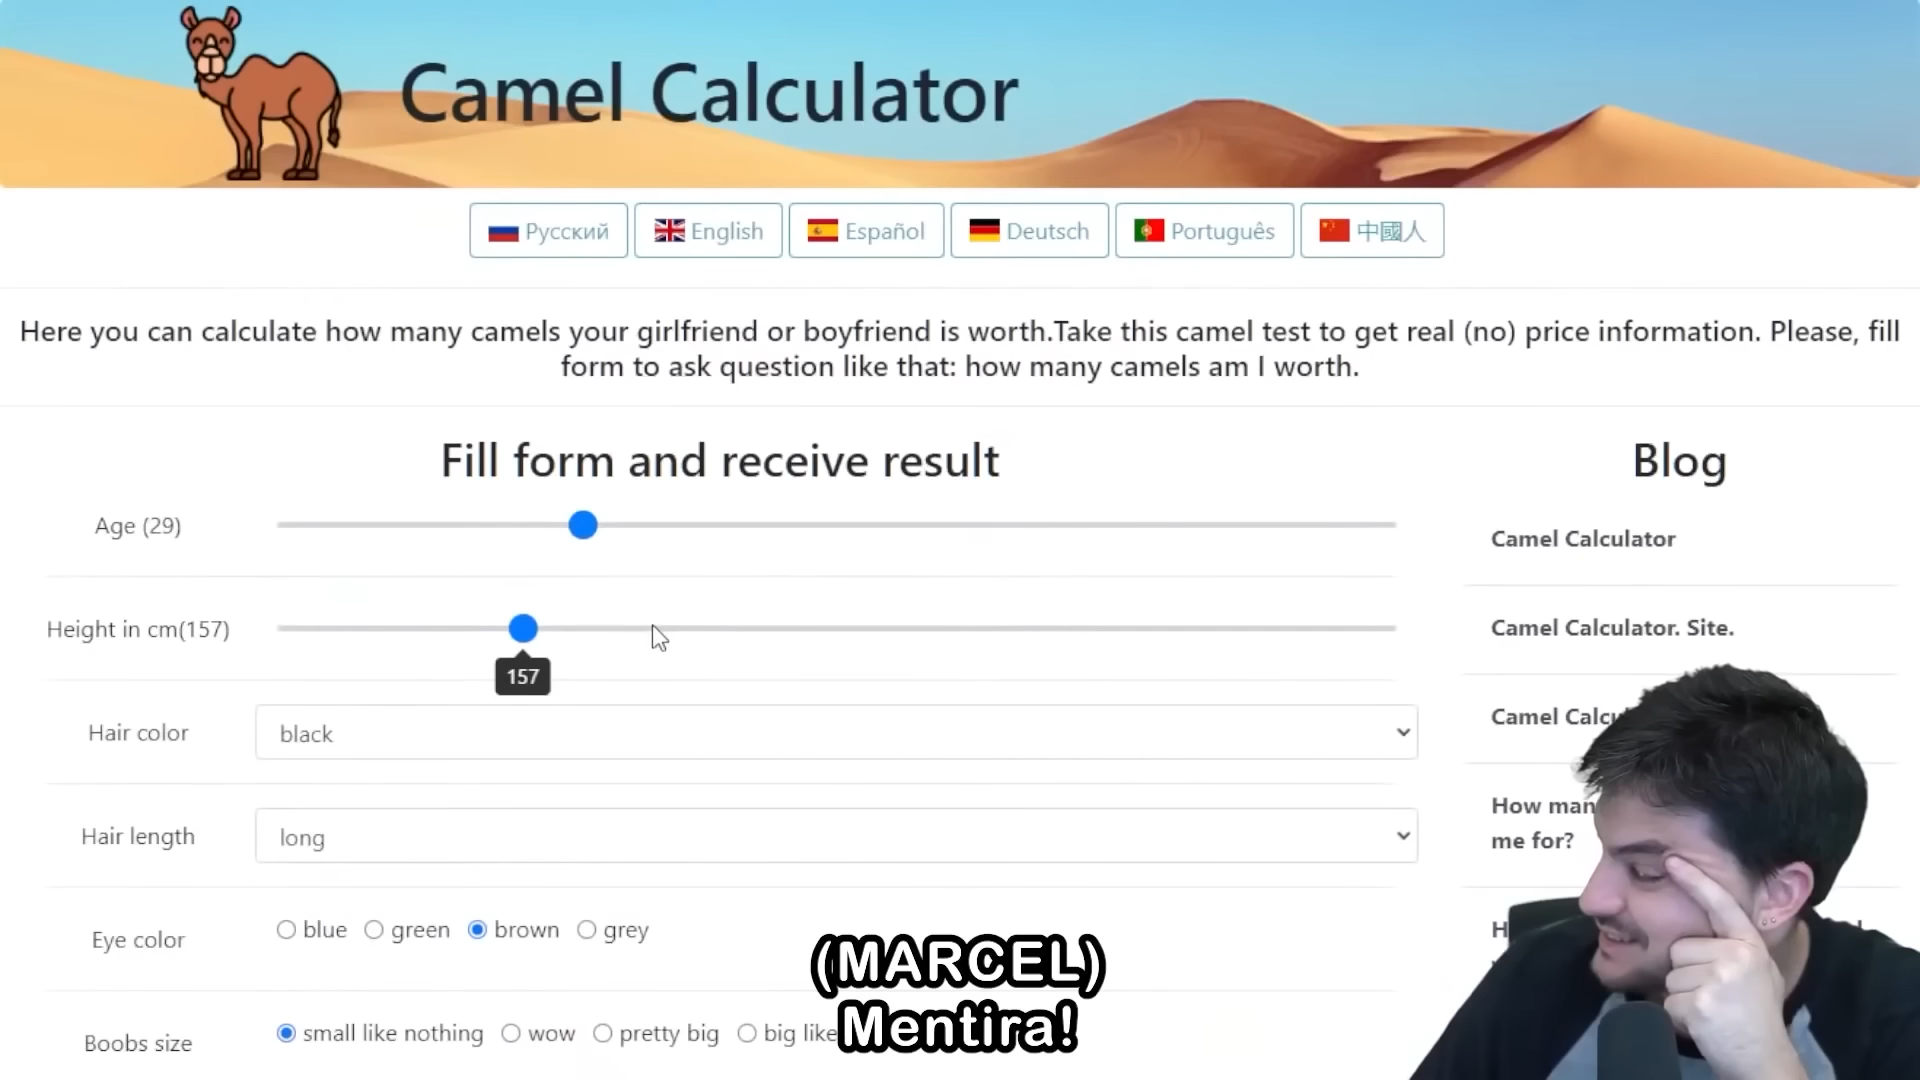 Camel Calculator
Русский English Español Deutsch Português 中國人
Here you can calculate how many camels your girlfriend or boyfriend is worth.Take this camel test to get real (no) price information. Please, fill
form to ask question like that: how many camels am I worth.
Fill form and receive result
Blog
Age (29)
Camel Calculator
Height in cm(157)
157
Camel Calculator. Site.
Hair color
black
Camel
Hair length
long
me for?
Eye color
blue green brown grey
Boobs size
small like nothing wow pretty big big like
(MARCEL)
Mentira!